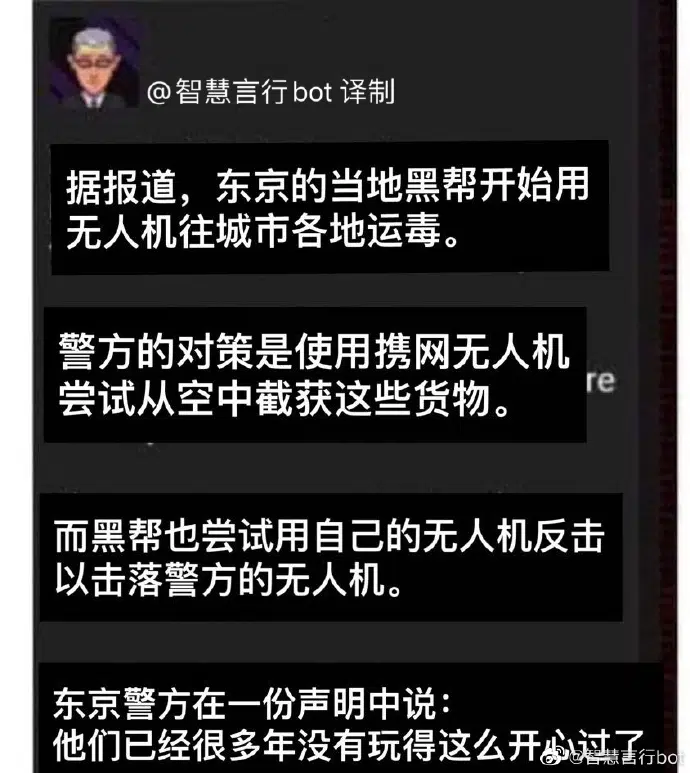 @智慧言行bot 译制
据报道，东京的当地黑帮开始用
无人机往城市各地运毒。
警方的对策是使用携网无人机
re
尝试从空中截获这些货物。
而黑帮也尝试用自己的无人机反击
以击落警方的无人机。
东京警方在一份声明中说：
他们已经很多年没有玩得这么开心过了
@智慧言行bot